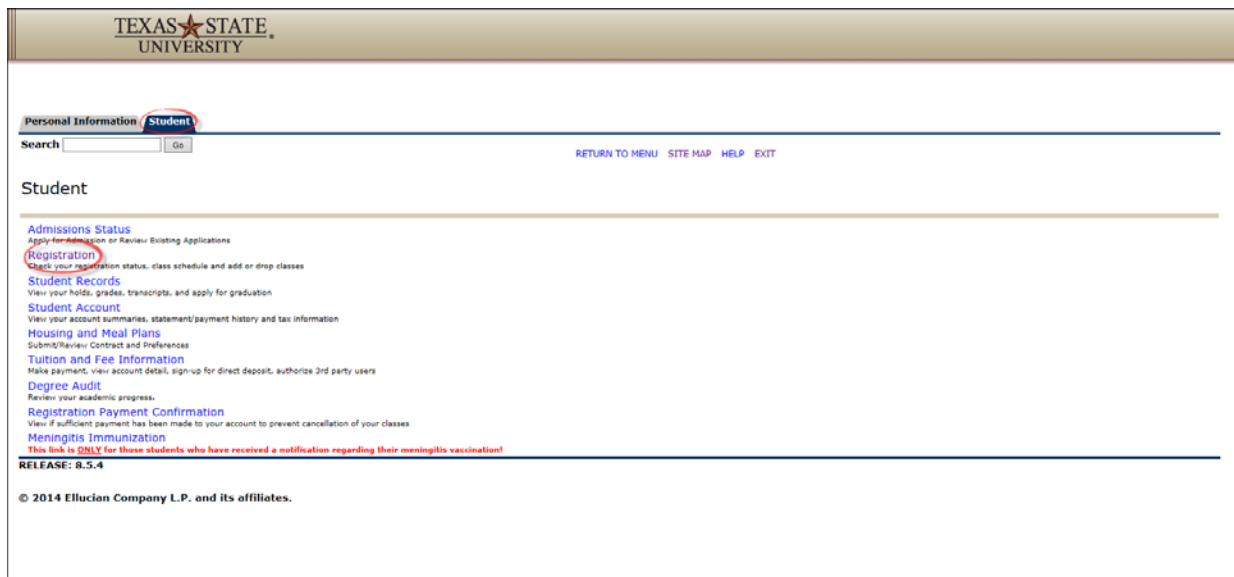 TEXAS STATE
UNIVERSITY®
Personal Information Student
Search Go
RETURN TO MENU SITE MAP HELP EXIT
Student
Admissions Status
Apply for Admission or Review Existing Applications
Registration
Check your registration status, class schedule and add or drop classes
Student Records
View your holds, grades, transcripts, and apply for graduation
Student Account
View your account summaries, statement/payment history and tax information
Housing and Meal Plans
Submit/Review Contract and Preferences
Tuition and Fee Information
Make payment, view account detail, sign-up for direct deposit, authorize 3rd party users
Degree Audit
Review your academic progress.
Registration Payment Confirmation
View if sufficient payment has been made to your account to prevent cancellation of your classes
Meningitis Immunization
This link is ONLY for those students who have received a notification regarding their meningitis vaccination!
RELEASE: 8.5.4
© 2014 Ellucian Company L.P. and its affiliates.